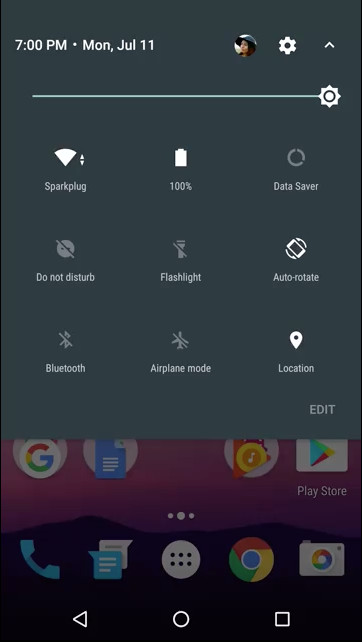 7:00 PM • Mon, Jul 11
Sparkplug
100%
Data Saver
Do not disturb
Flashlight
Auto-rotate
Bluetooth
Airplane mode
Location
EDIT
Play Store